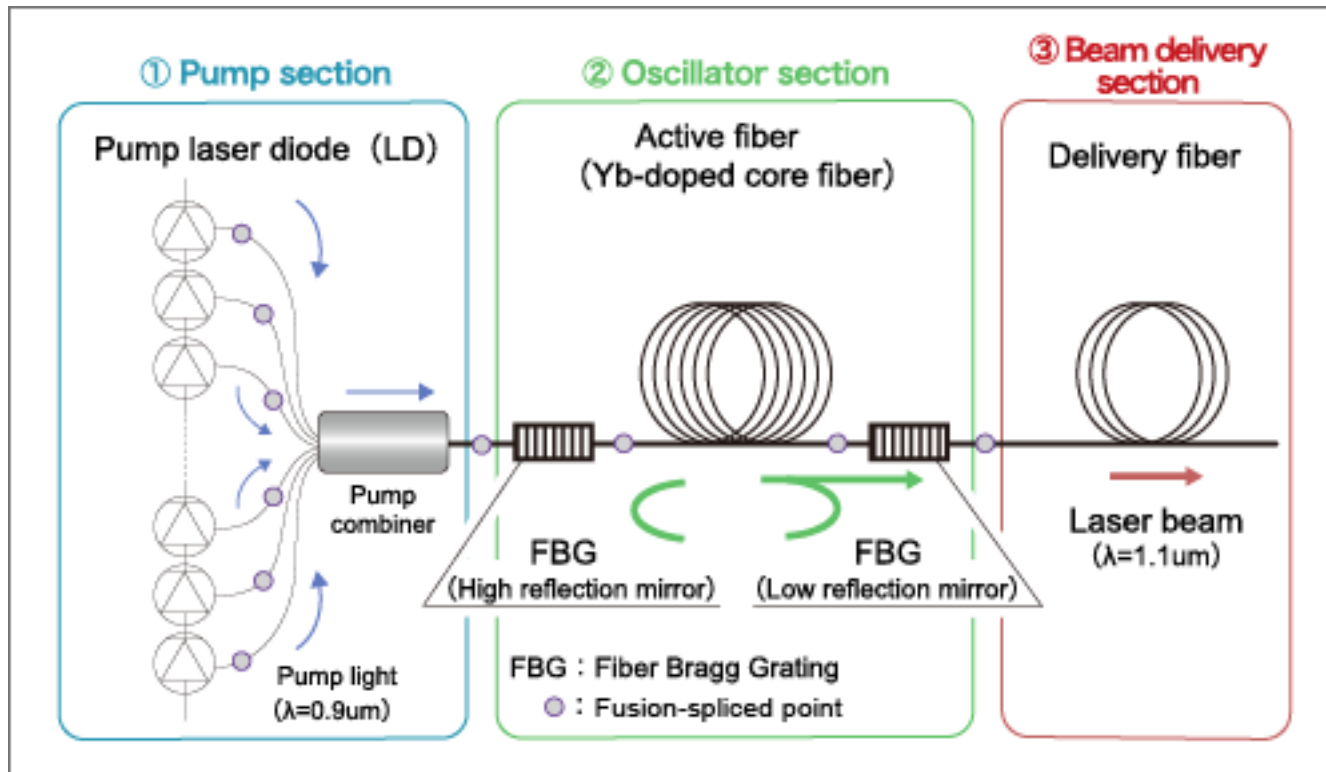 ① Pump section
② Oscillator section
③ Beam delivery
section
Pump laser diode（LD）
Active fiber
（Yb-doped core fiber）
Delivery fiber
Pump
combiner
FBG
（High reflection mirror）
FBG
（Low reflection mirror）
Laser beam
（λ=1.1um）
Pump light
（λ=0.9um）
FBG：Fiber Bragg Grating
：Fusion-spliced point